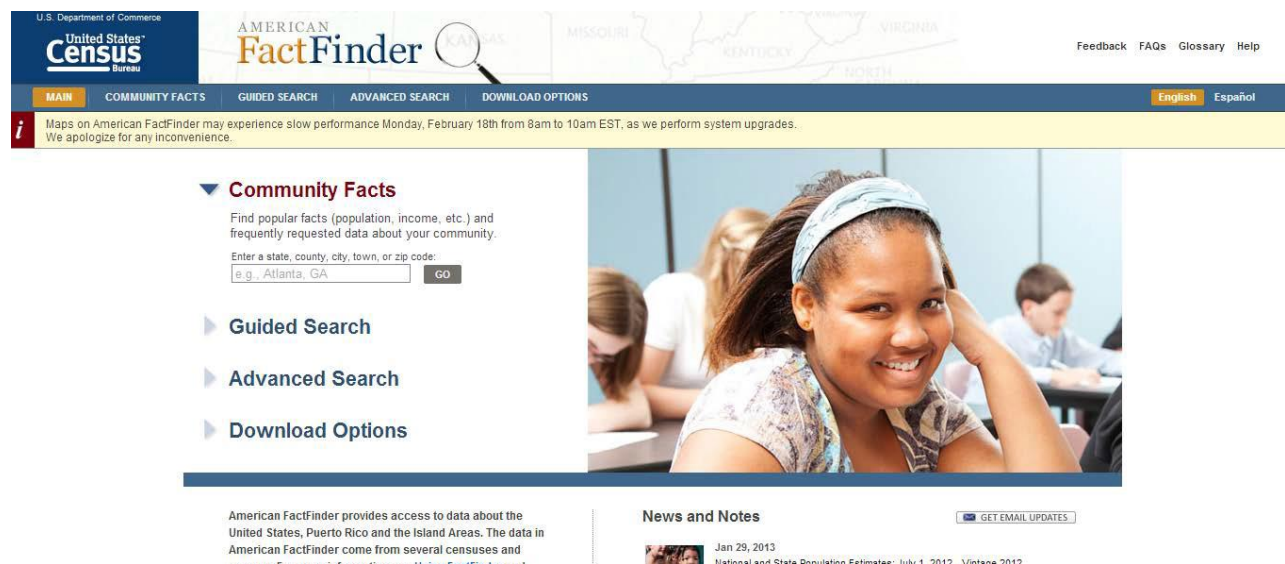 U.S. Department of Commerce
United States™
Census
Bureau
AMERICAN
FactFinder
KANSAS
MISSOURI
KENTUCKY
VIRGINIA
NORTH
Feedback FAQs Glossary Help
MAIN COMMUNITY FACTS GUIDED SEARCH ADVANCED SEARCH DOWNLOAD OPTIONS English Español
i
Maps on American FactFinder may experience slow performance Monday, February 18th from 8am to 10am EST, as we perform system upgrades.
We apologize for any inconvenience.
Community Facts
Find popular facts (population, income, etc.) and
frequently requested data about your community.
Enter a state, county, city, town, or zip code:
e.g., Atlanta, GA GO
Guided Search
Advanced Search
Download Options
American FactFinder provides access to data about the
United States, Puerto Rico and the Island Areas. The data in
American FactFinder come from several censuses and
News and Notes
GET EMAIL UPDATES
Jan 29, 2013
National and State Population Estimates: July 1, 2012 - Vintage 2012